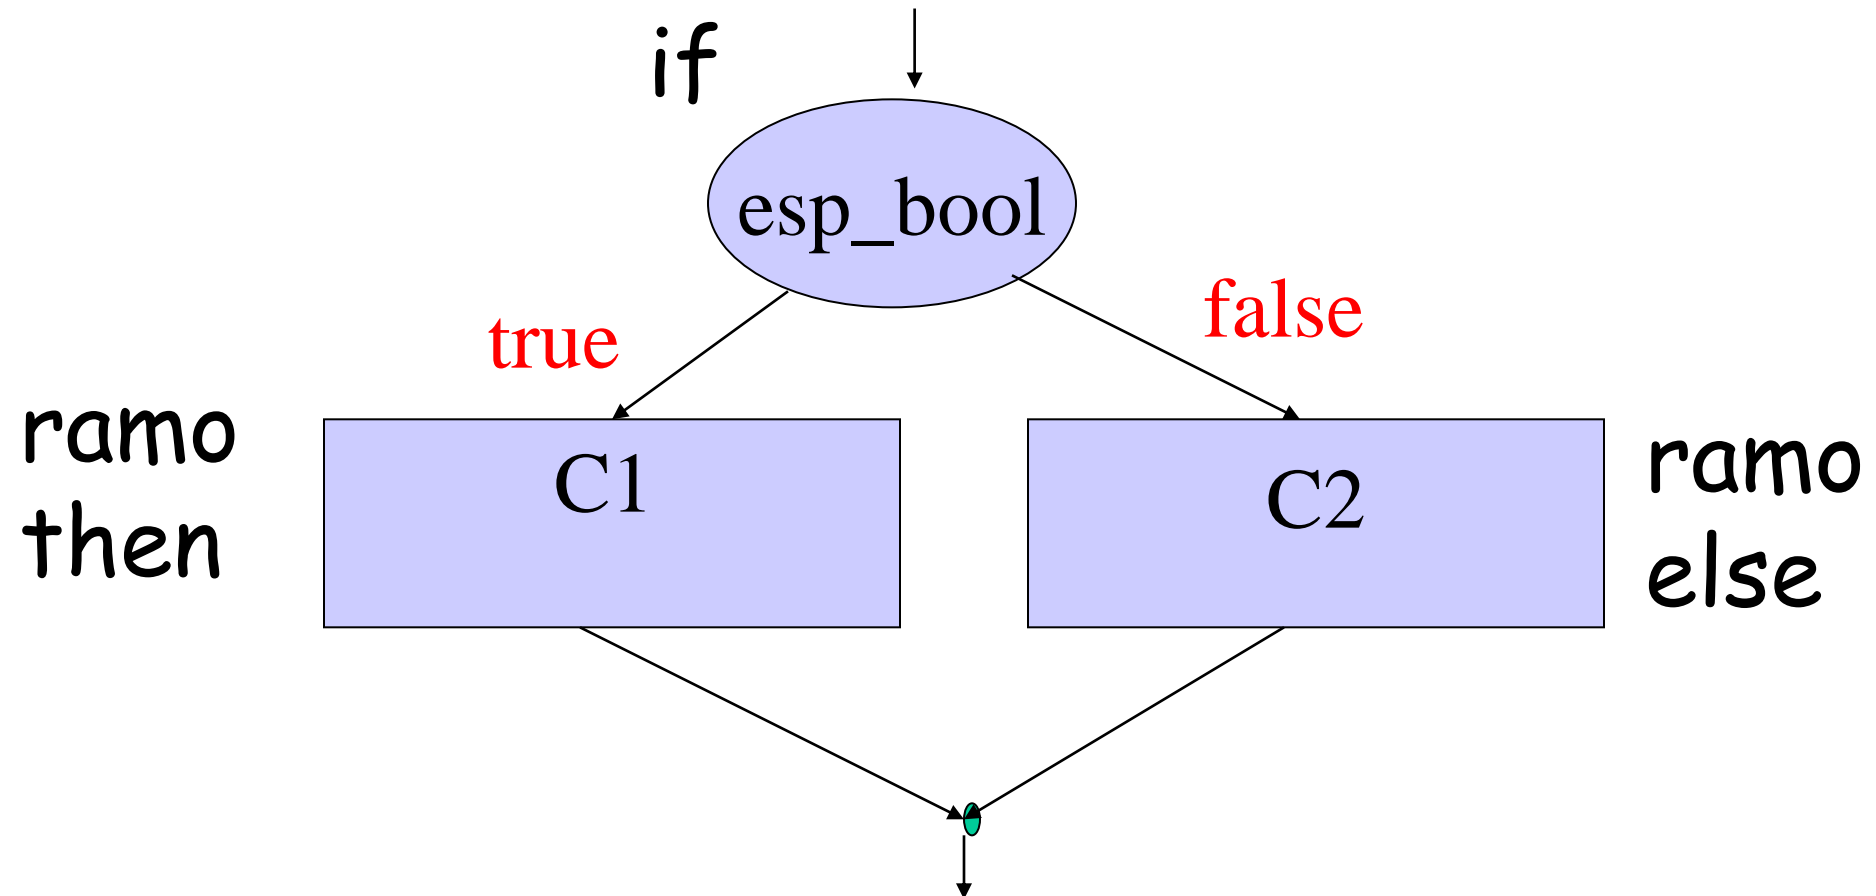 if
esp_bool
true
false
ramo
then
C1
C2
ramo
else